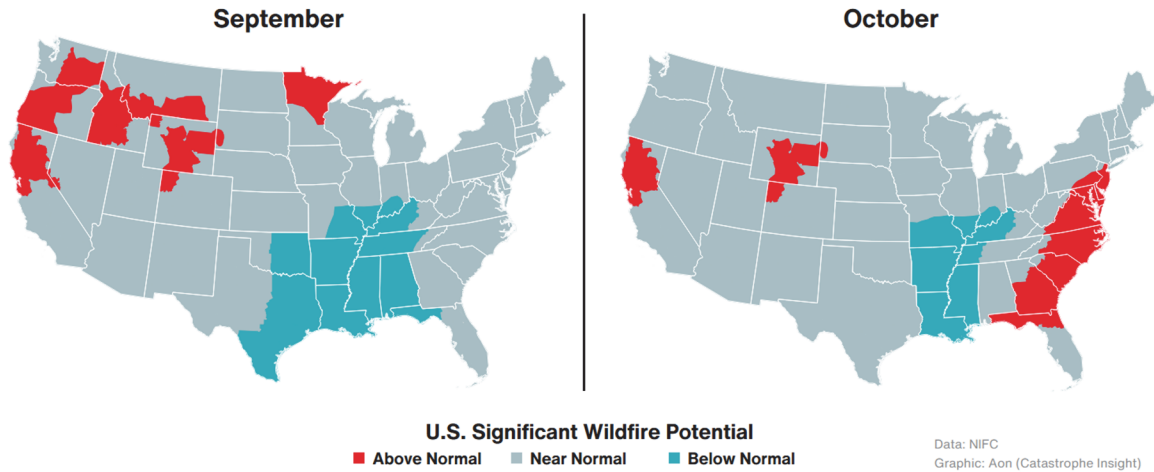 September
October
U.S. Significant Wildfire Potential
Above Normal Near Normal Below Normal
Data: NIFC
Graphic: Aon (Catastrophe Insight)